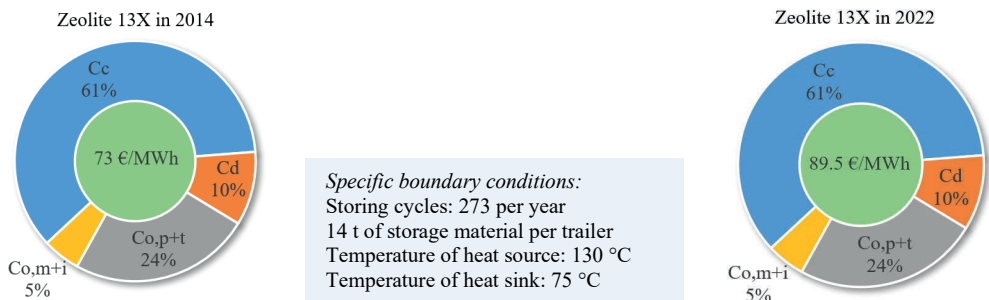 Zeolite 13X in 2014
Cc
61%
73 €/MWh
Cd
10%
Co,p+t
24%
Co,m+i
5%
Specific boundary conditions:
Storing cycles: 273 per year
14 t of storage material per trailer
Temperature of heat source: 130 °C
Temperature of heat sink: 75 °C
Zeolite 13X in 2022
Cc
61%
89.5 €/MWh
Cd
10%
Co,p+t
24%
Co,m+i
5%